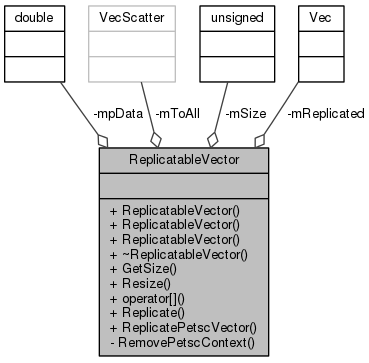 double
VecScatter
unsigned
Vec
-mpData
-mToAll
-mSize
-mReplicated
ReplicatableVector
+ ReplicatableVector()
+ ReplicatableVector()
+ ReplicatableVector()
+ ~ReplicatableVector()
+ GetSize()
+ Resize()
+ operator[]()
+ Replicate()
+ ReplicatePetscVector()
- RemovePetscContext()